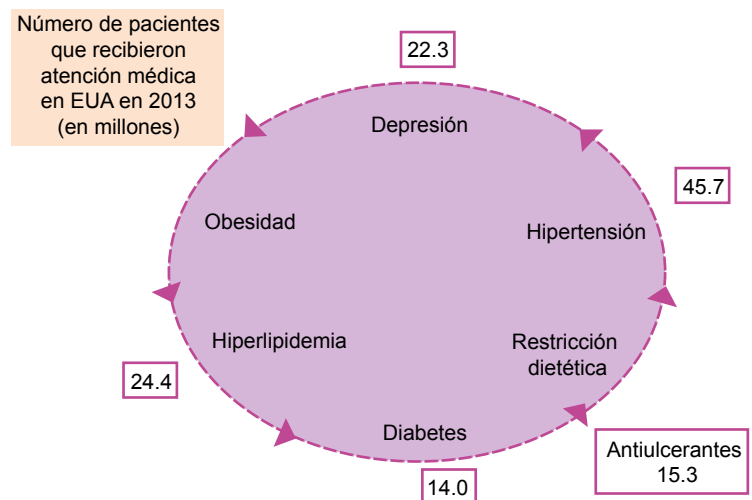 Número de pacientes
que recibieron
atención médica
en EUA en 2013
(en millones)
22.3
Depresión
45.7
Obesidad
Hipertensión
Hiperlipidemia
Restricción
dietética
24.4
Diabetes
Antiulcerantes
15.3
14.0